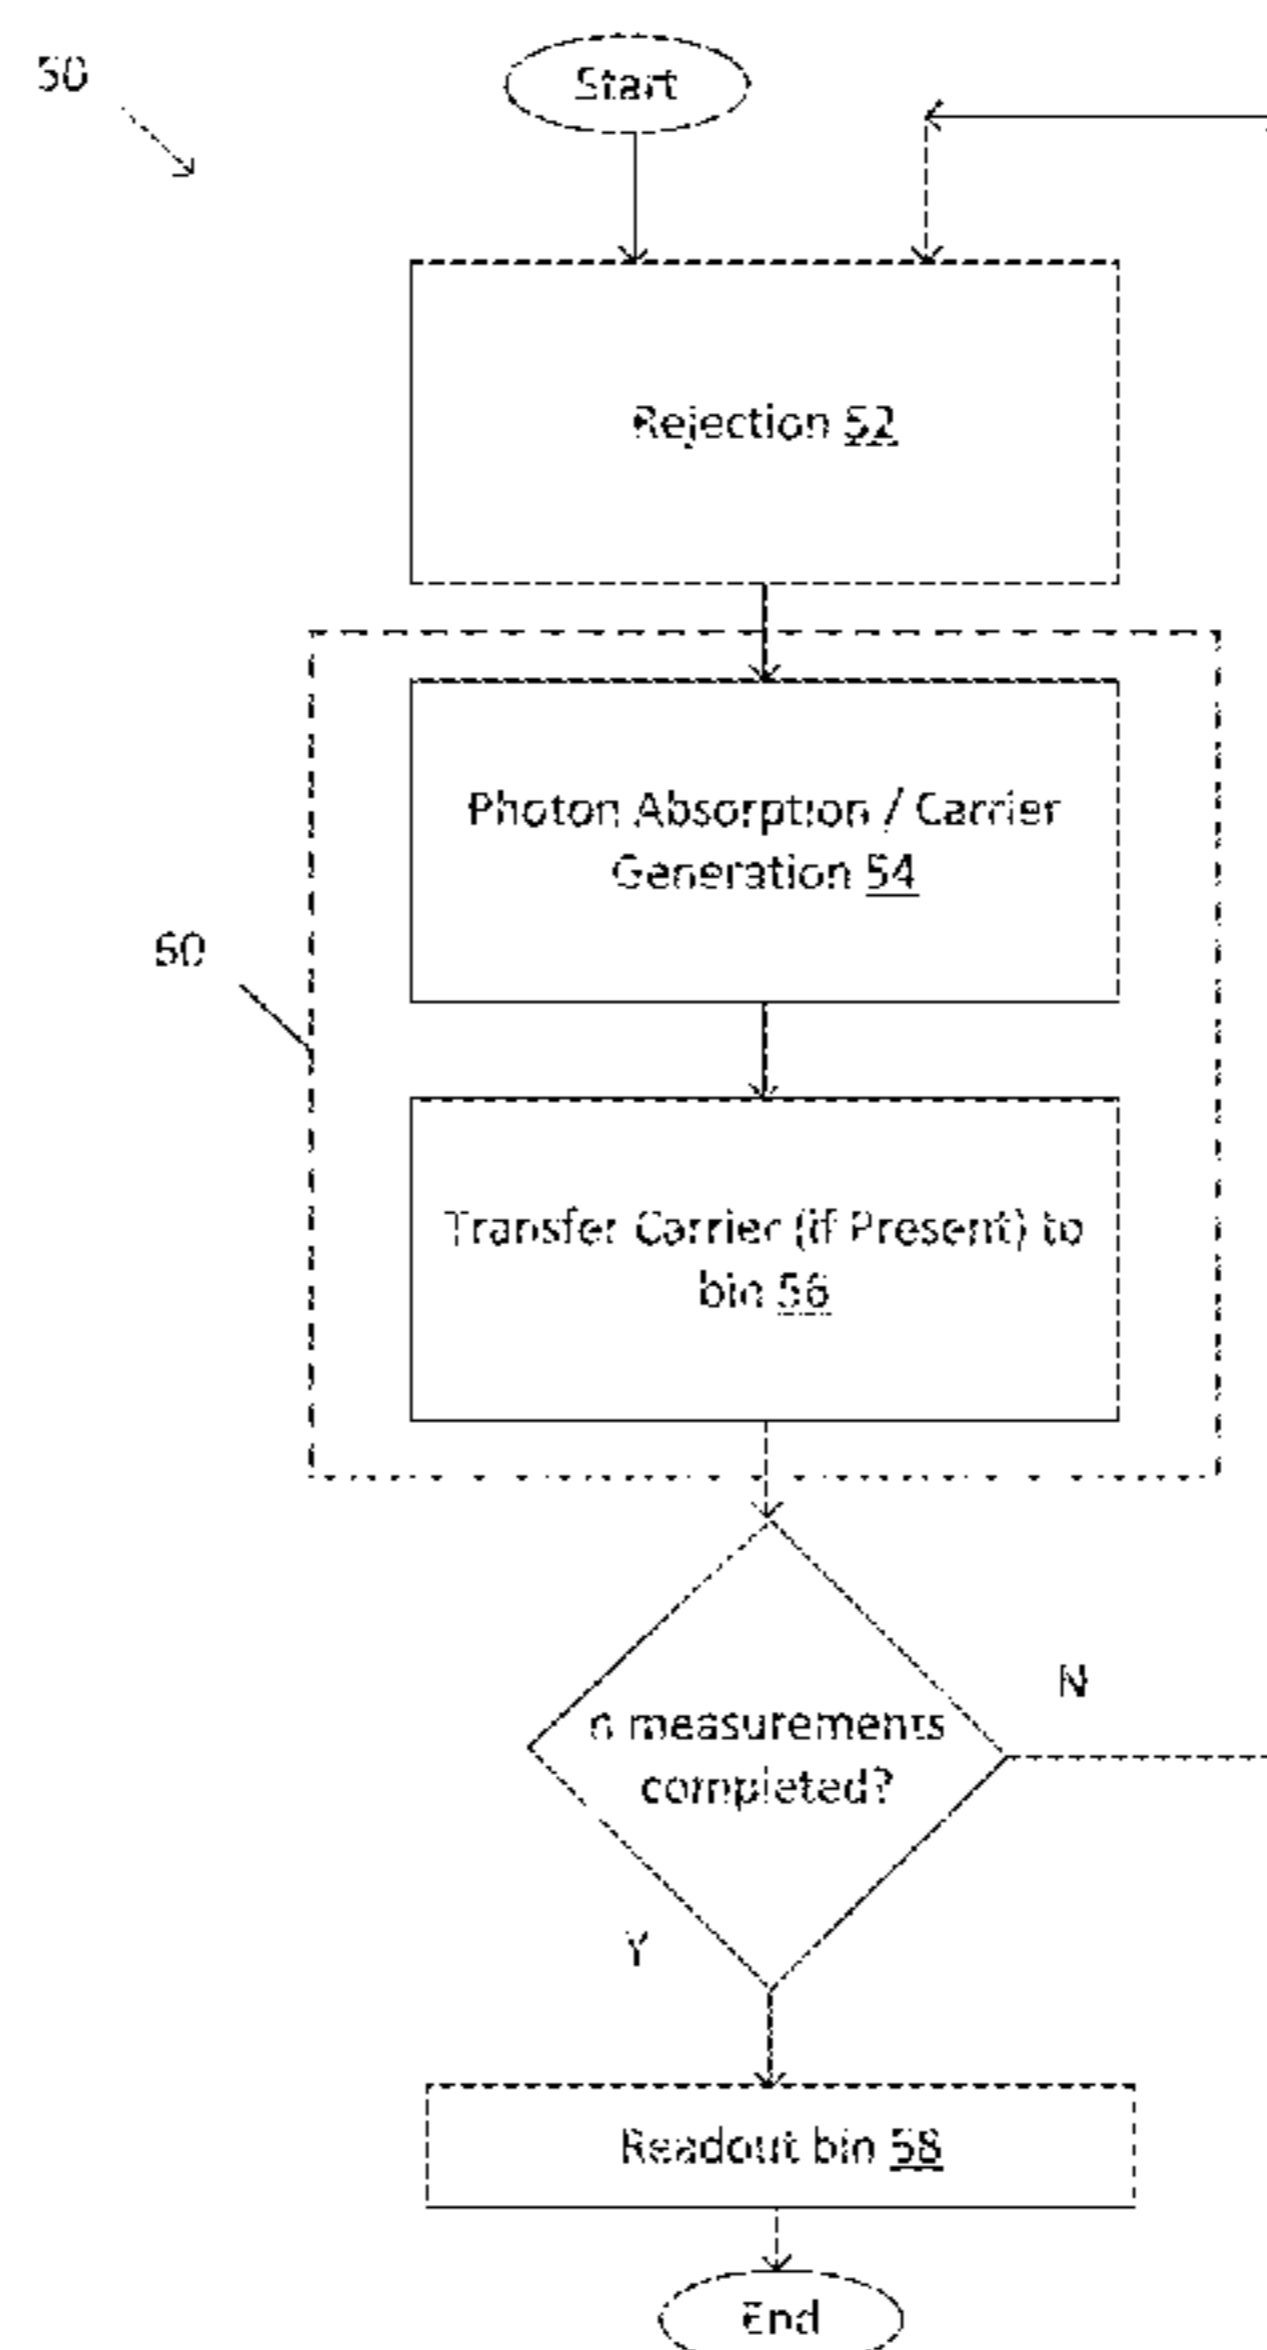 50
Start
Rejection 52
Photon Absorption / Carrier
Generation 54
60
Transfer Carrier (if Present) to
bin 56
n measurements
completed?
N
Y
Readout bin 58
End